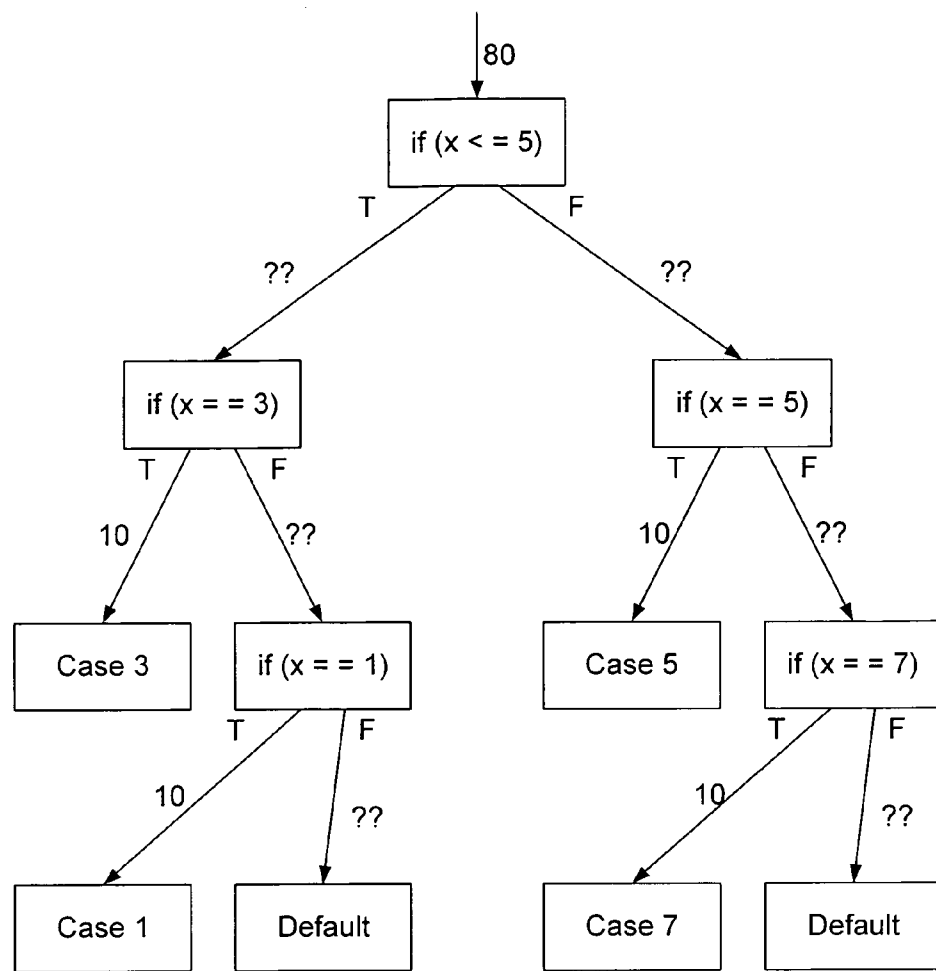 80
if (x < = 5)
T
F
??
??
if (x = = 3)
if (x = = 5)
T
F
T
F
10
??
10
??
Case 3
if (x = = 1)
Case 5
if (x = = 7)
T
F
T
F
10
??
10
??
Case 1
Default
Case 7
Default